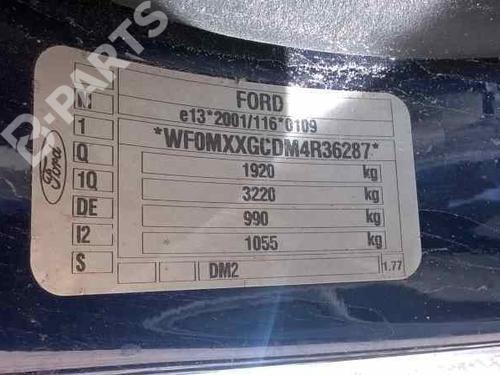 B-PARTS
M FORD
1 e13*2001/116*0109
Q *WF0MXXGCDM4R36287*
1Q 1920 kg
DE 3220 kg
I2 990 kg
S 1055 kg
DM2 1.77
Ford